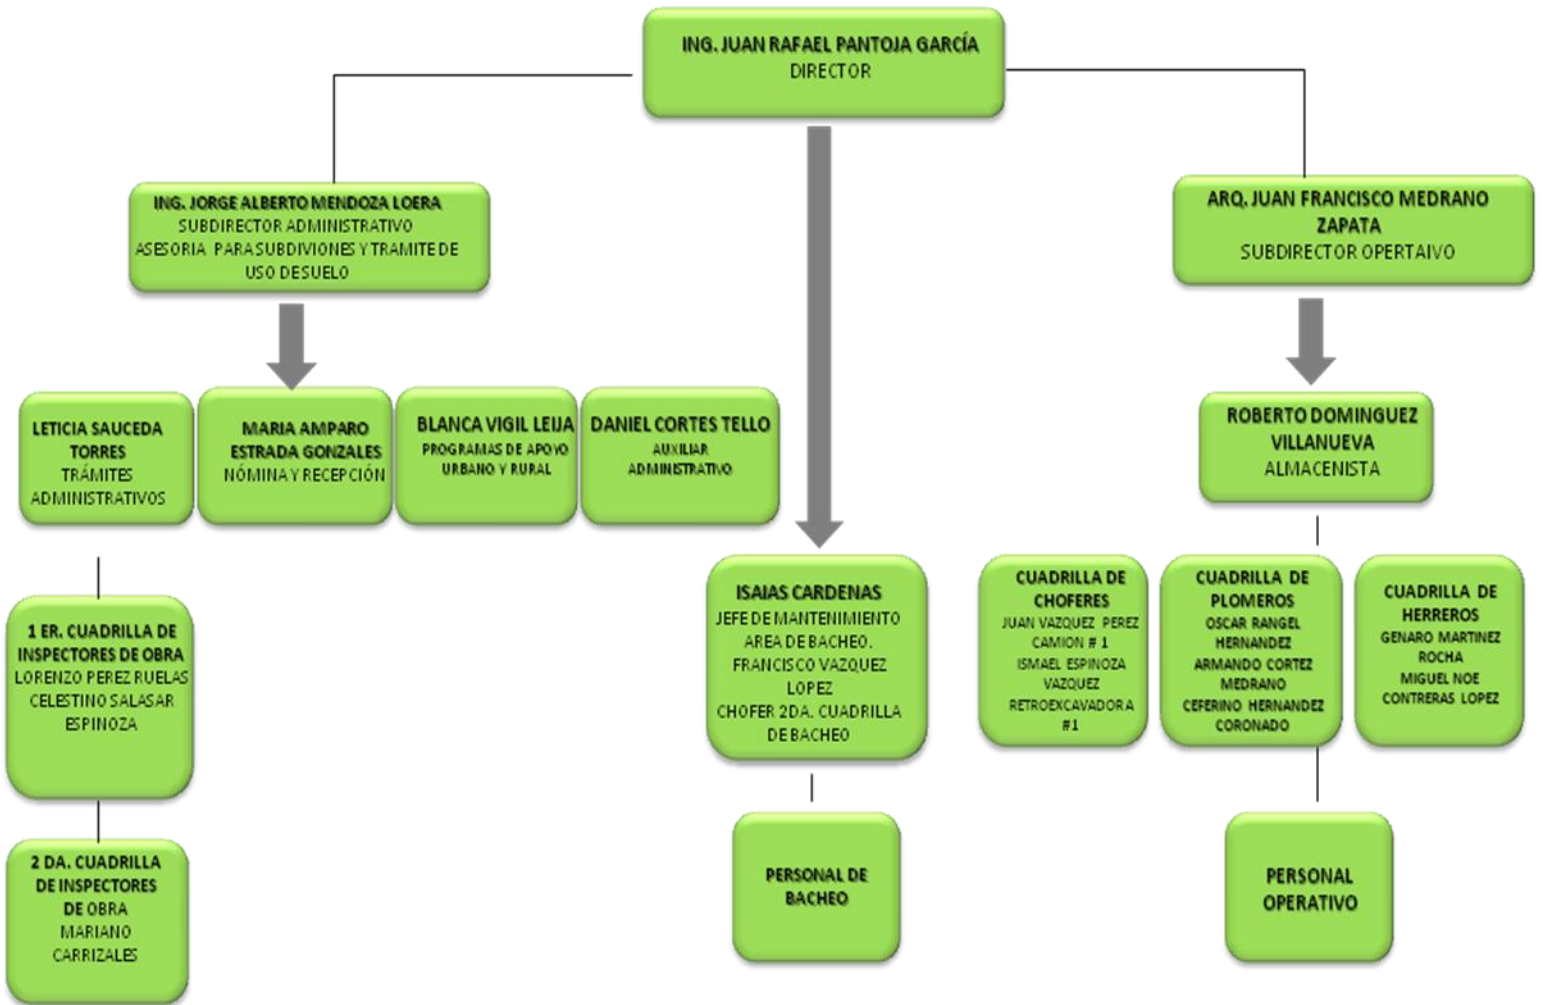 ING. JUAN RAFAEL PANTOJA GARCÍA
DIRECTOR
ING. JORGE ALBERTO MENDOZA LOERA
SUBDIRECTOR ADMINISTRATIVO
ASESORIA PARA SUBDIVIONES Y TRAMITE DE
USO DE SUELO
ARQ. JUAN FRANCISCO MEDRANO
ZAPATA
SUBDIRECTOR OPERTAIVO
LETICIA SAUCEDA
TORRES
TRÁMITES
ADMINISTRATIVOS
MARIA AMPARO
ESTRADA GONZALES
NÓMINA Y RECEPCIÓN
BLANCA VIGIL LEIJA
PROGRAMAS DE APOYO
URBANO Y RURAL
DANIEL CORTES TELLO
AUXILIAR
ADMINISTRATIVO
ROBERTO DOMINGUEZ
VILLANUEVA
ALMACENISTA
1 ER. CUADRILLA DE
INSPECTORES DE OBRA
LORENZO PEREZ RUELAS
CELESTINO SALASAR
ESPINOZA
ISAIAS CARDENAS
JEFE DE MANTENIMIENTO
AREA DE BACHEO.
FRANCISCO VAZQUEZ
LOPEZ
CHOFER 2DA. CUADRILLA
DE BACHEO
CUADRILLA DE
CHOFERES
JUAN VAZQUEZ PEREZ
CAMION # 1
ISMAEL ESPINOZA
VAZQUEZ
RETROEXCAVADORA
#1
CUADRILLA DE
PLOMEROS
OSCAR RANGEL
HERNANDEZ
ARMANDO CORTEZ
MEDRANO
CEFERINO HERNANDEZ
CORONADO
CUADRILLA DE
HERREROS
GENARO MARTINEZ
ROCHA
MIGUEL NOE
CONTRERAS LOPEZ
2 DA. CUADRILLA
DE INSPECTORES
DE OBRA
MARIANO
CARRIZALES
PERSONAL DE
BACHEO
PERSONAL
OPERATIVO